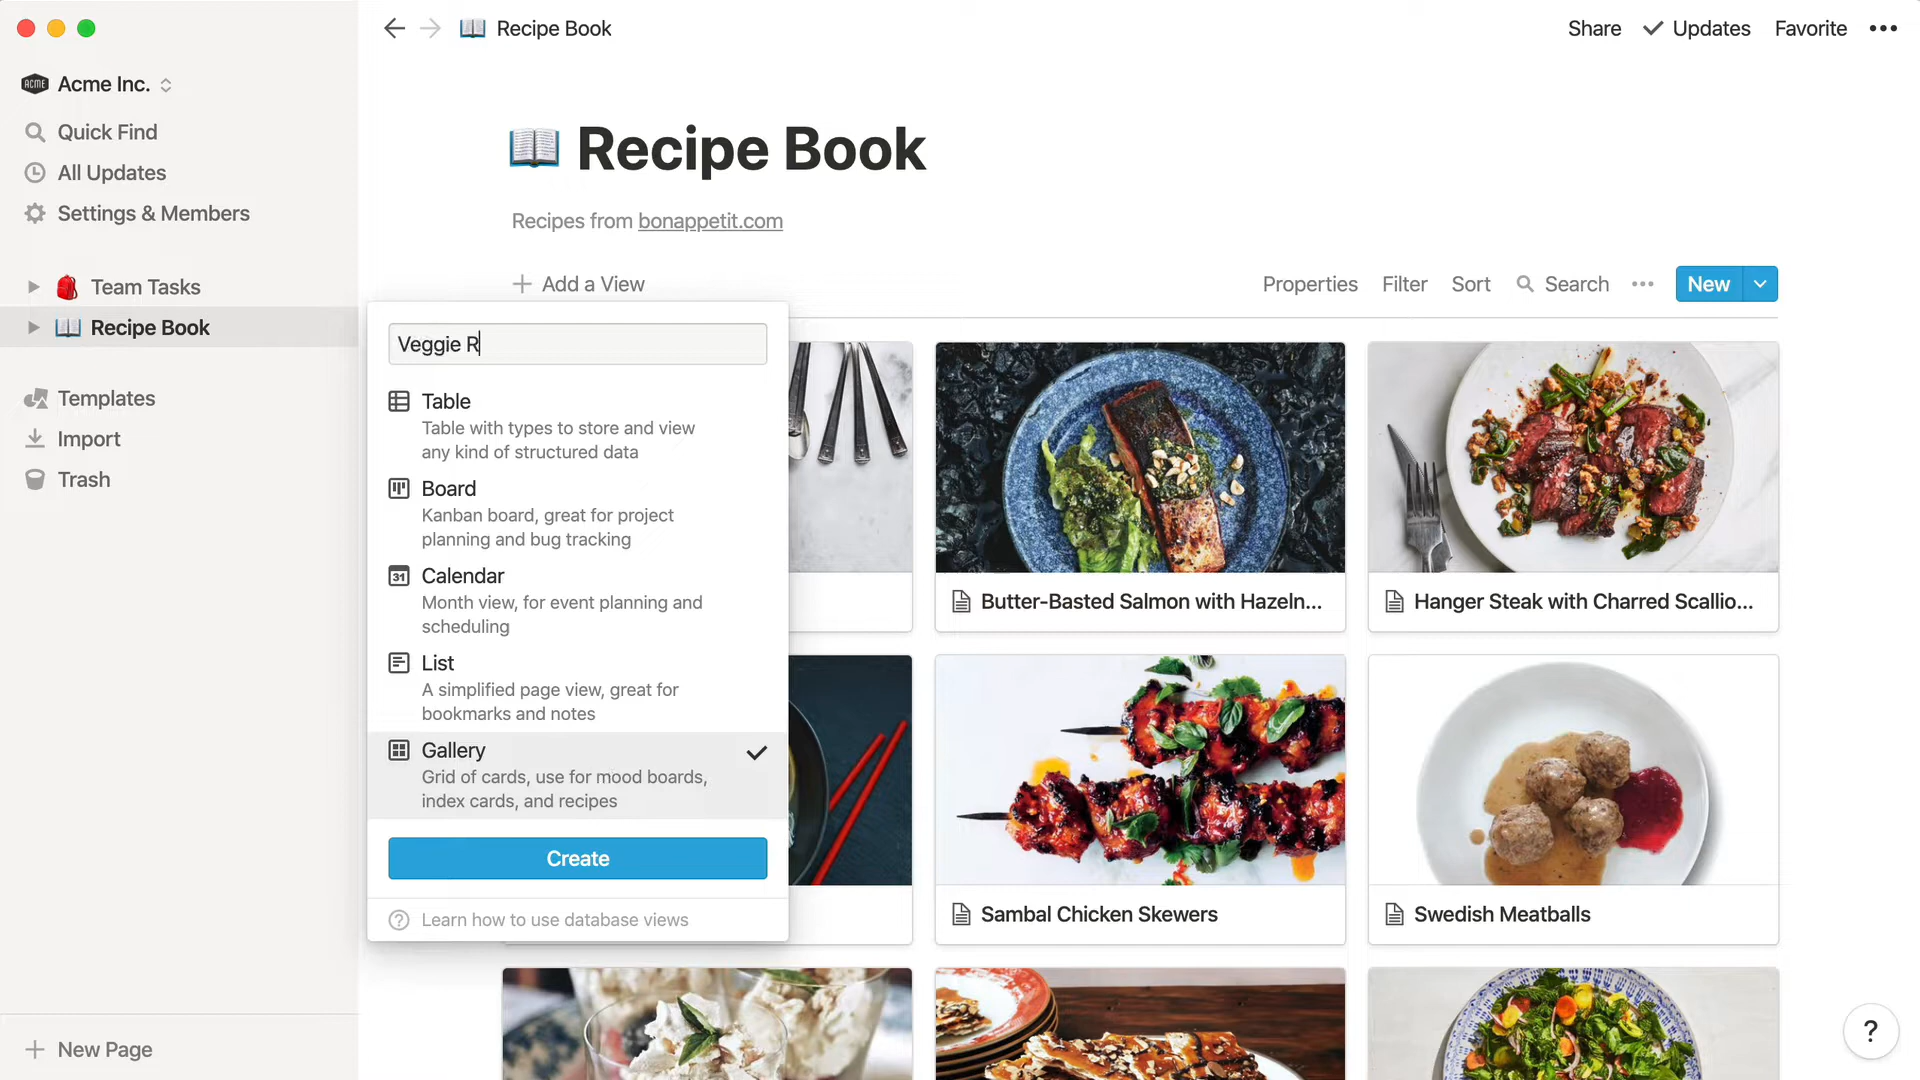 Recipe Book
Share
Updates
Favorite
ACME
Acme Inc.
Quick Find
All Updates
Settings & Members
Team Tasks
Recipe Book
Templates
Import
Trash
New Page
Recipe Book
Recipes from bonappetit.com
Add a View
Properties
Filter
Sort
Search
New
Veggie R
Table
Table with types to store and view
any kind of structured data
Board
Kanban board, great for project
planning and bug tracking
31
Calendar
Month view, for event planning and
scheduling
List
A simplified page view, great for
bookmarks and notes
Gallery
Grid of cards, use for mood boards,
index cards, and recipes
Create
? Learn how to use database views
Butter-Basted Salmon with Hazeln...
Hanger Steak with Charred Scallio...
Sambal Chicken Skewers
Swedish Meatballs
?